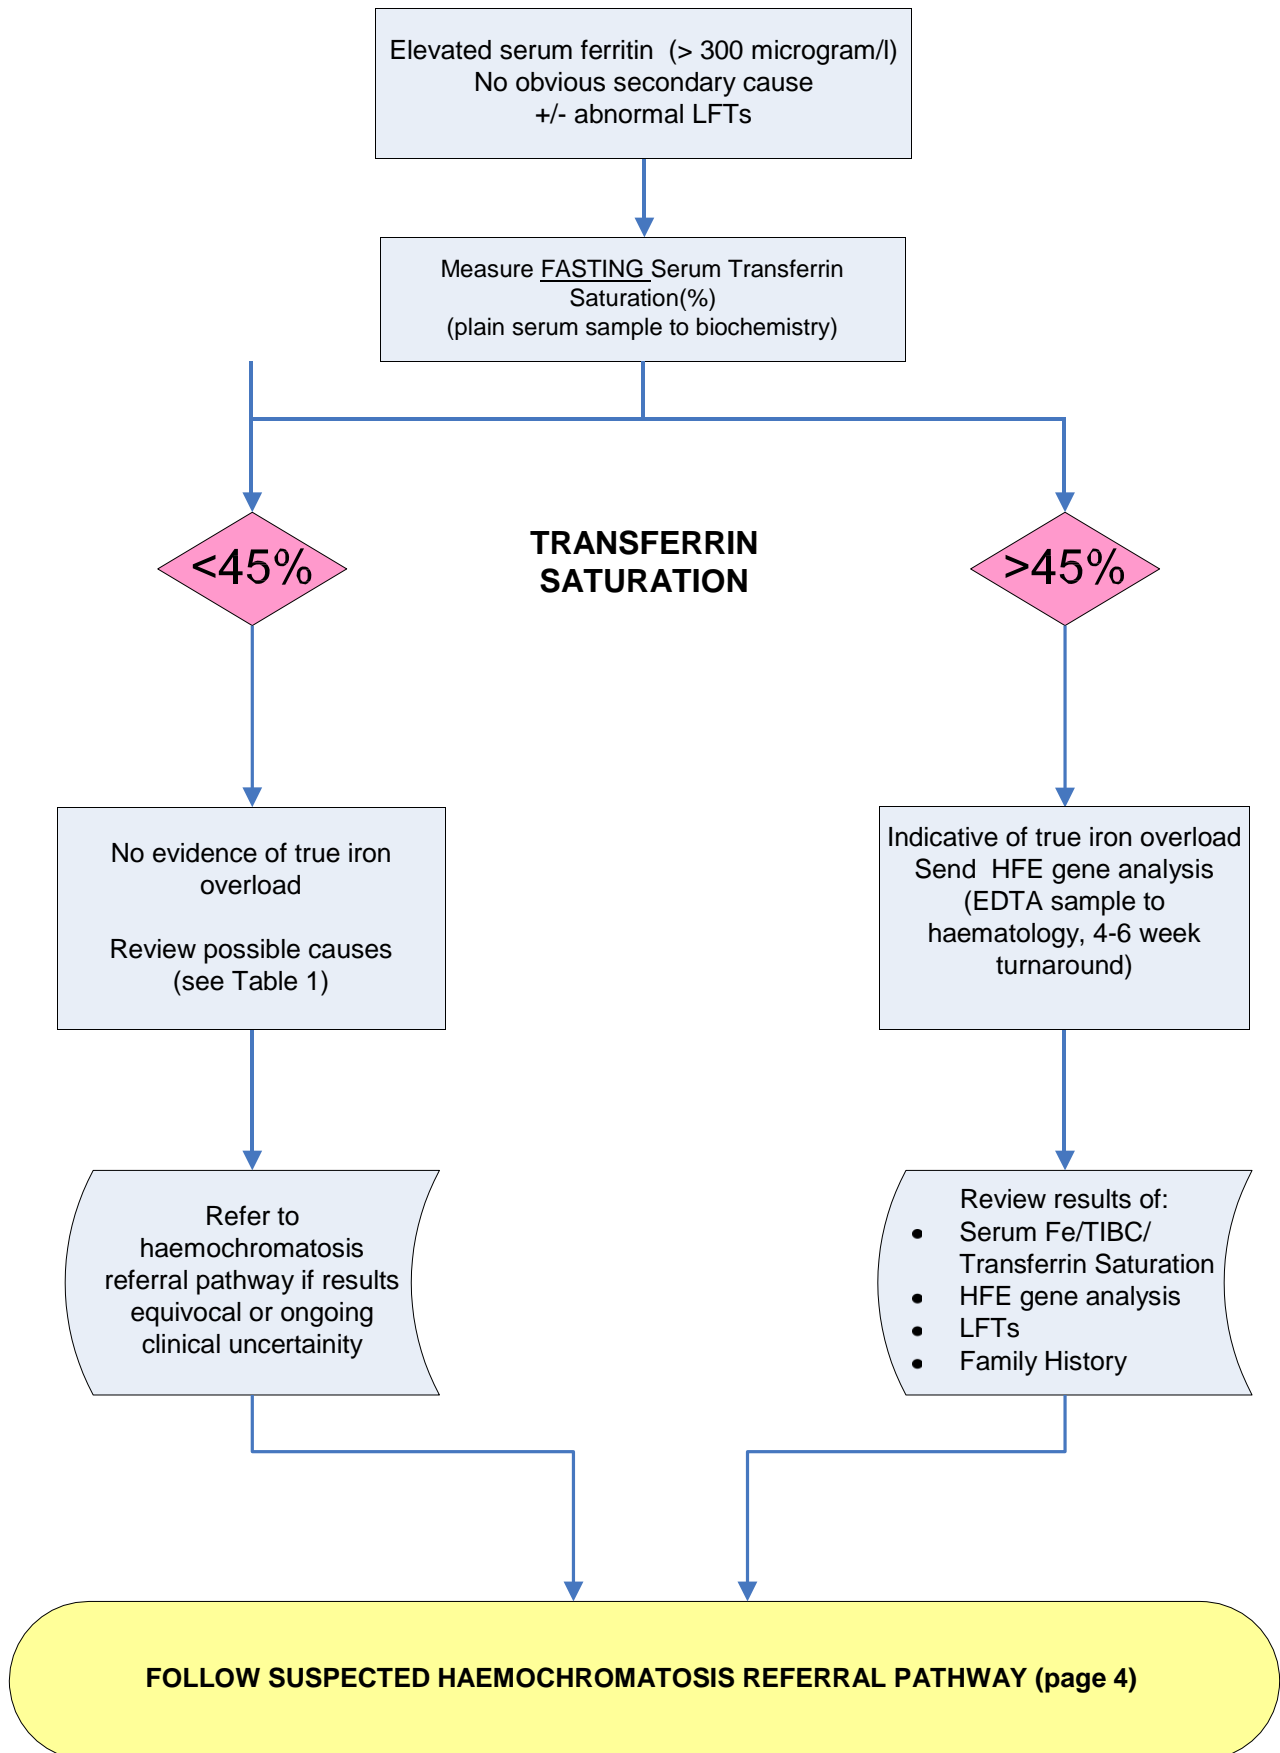 Elevated serum ferritin (> 300 microgram/l)
No obvious secondary cause
+/- abnormal LFTs
Measure FASTING Serum Transferrin
Saturation(%)
(plain serum sample to biochemistry)
TRANSFERRIN
SATURATION
<45%
>45%
No evidence of true iron
overload
Review possible causes
(see Table 1)
Indicative of true iron overload
Send HFE gene analysis
(EDTA sample to
haematology, 4-6 week
turnaround)
Refer to
haemochromatosis
referral pathway if results
equivocal or ongoing
clinical uncertainity
Review results of:
• Serum Fe/TIBC/
Transferrin Saturation
• HFE gene analysis
• LFTs
• Family History
FOLLOW SUSPECTED HAEMOCHROMATOSIS REFERRAL PATHWAY (page 4)